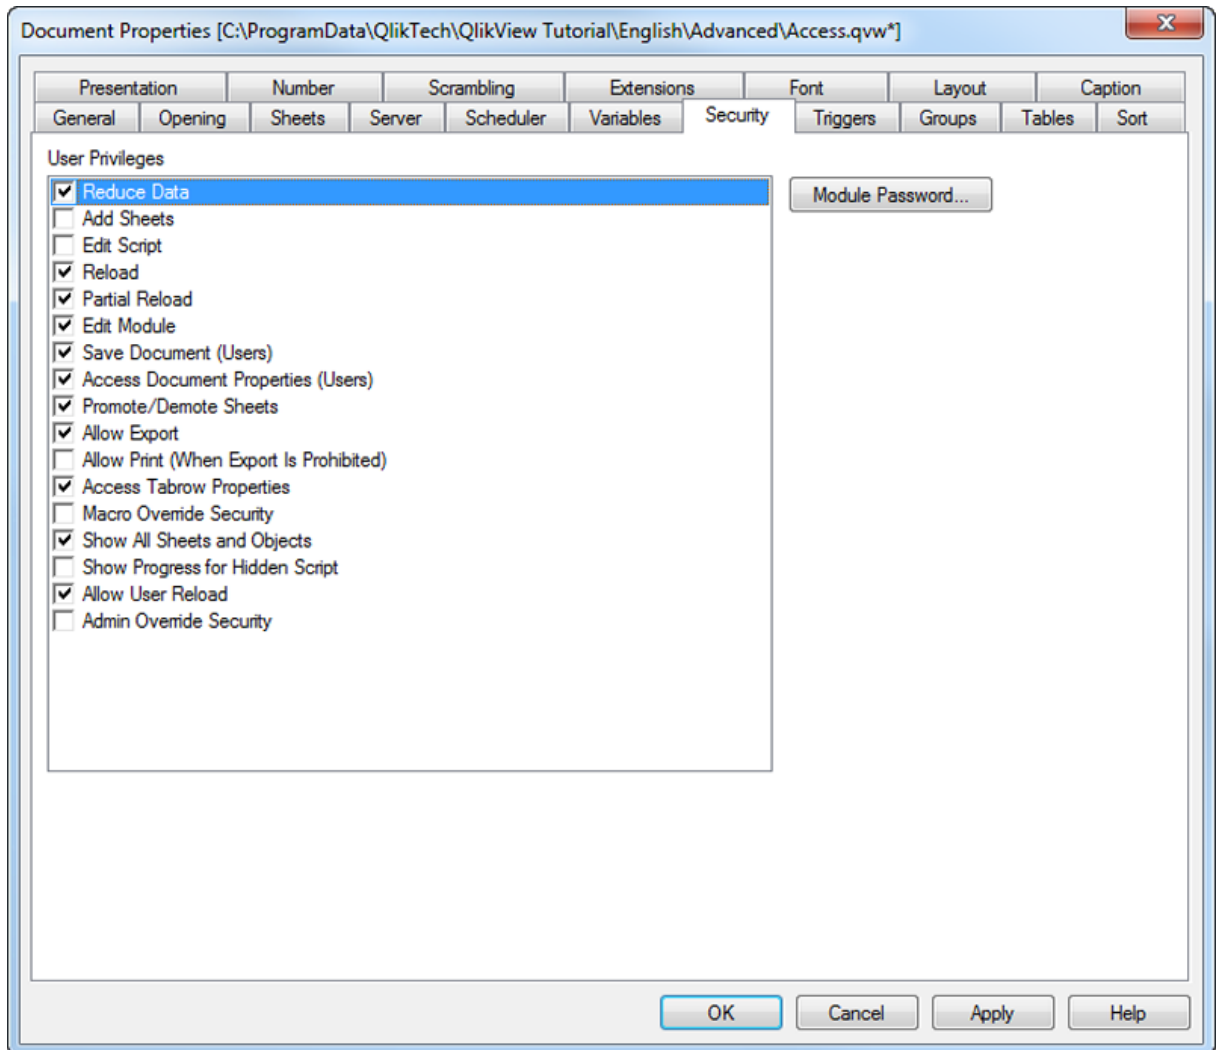 Document Properties [C:\ProgramData\QlikTech\QlikView Tutorial\English\Advanced\Access.qvw*]
Presentation Number Scrambling Extensions Font Layout Caption
General Opening Sheets Server Scheduler Variables Security Triggers Groups Tables Sort
User Privileges
Reduce Data
Module Password...
Add Sheets
Edit Script
Reload
Partial Reload
Edit Module
Save Document (Users)
Access Document Properties (Users)
Promote/Demote Sheets
Allow Export
Allow Print (When Export Is Prohibited)
Access Tabrow Properties
Macro Override Security
Show All Sheets and Objects
Show Progress for Hidden Script
Allow User Reload
Admin Override Security
OK Cancel Apply Help